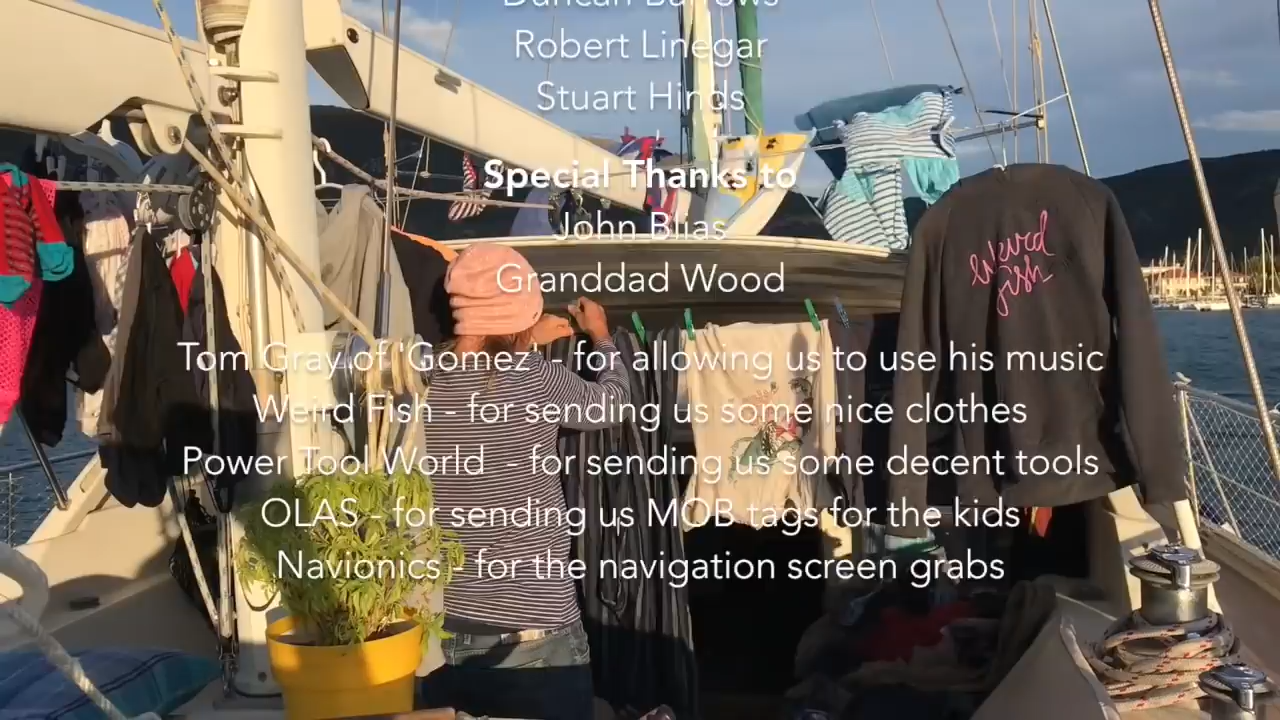 Duncan Burrows
Robert Linegar
Stuart Hinds
Special Thanks to
John Blias
Granddad Wood
Tom Gray of 'Gomez' - for allowing us to use his music
Weird Fish - for sending us some nice clothes
Power Tool World - for sending us some decent tools
OLAS - for sending us MOB tags for the kids
Navionics - for the navigation screen grabs
weird
fish